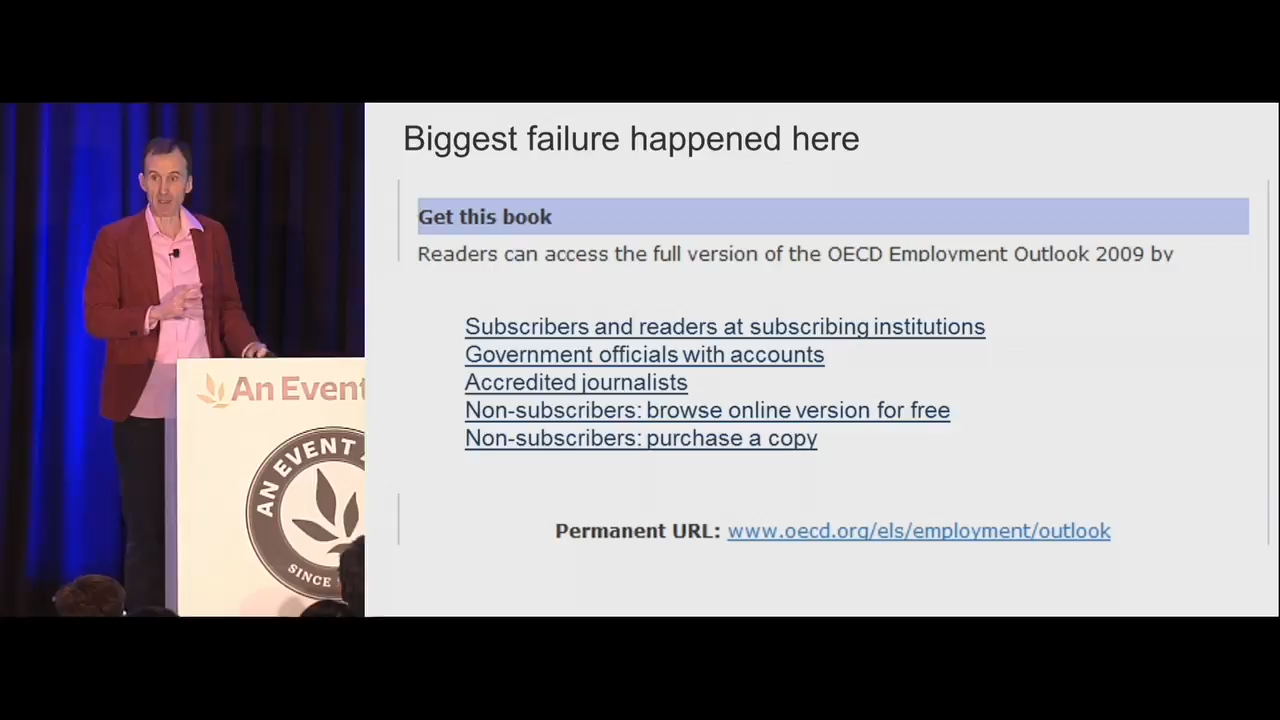 Biggest failure happened here
Get this book
Readers can access the full version of the OECD Employment Outlook 2009 by
Subscribers and readers at subscribing institutions
Government officials with accounts
Accredited journalists
Non-subscribers: browse online version for free
Non-subscribers: purchase a copy
Permanent URL: www.oecd.org/els/employment/outlook
An Event
AN EVENT
SINCE